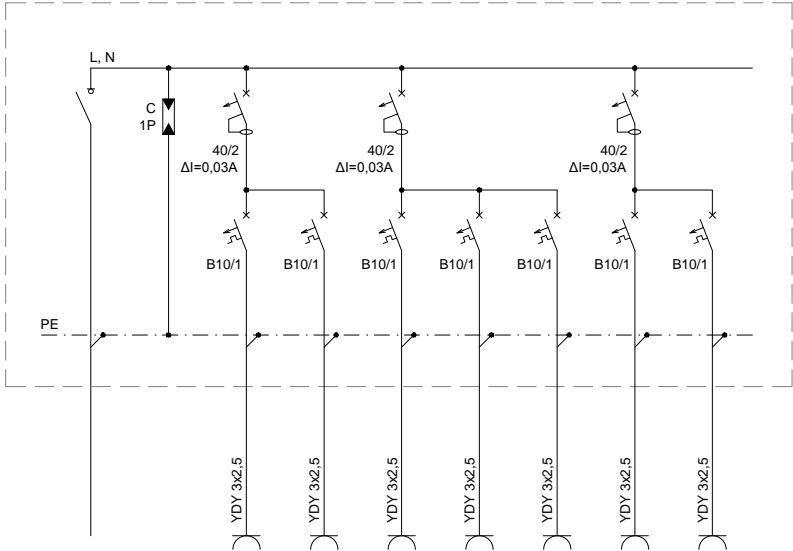 L, N
C
1P
40/2
ΔI=0,03A
40/2
ΔI=0,03A
40/2
ΔI=0,03A
B10/1
B10/1
B10/1
B10/1
B10/1
B10/1
B10/1
PE
YDY 3x2,5
YDY 3x2,5
YDY 3x2,5
YDY 3x2,5
YDY 3x2,5
YDY 3x2,5
YDY 3x2,5